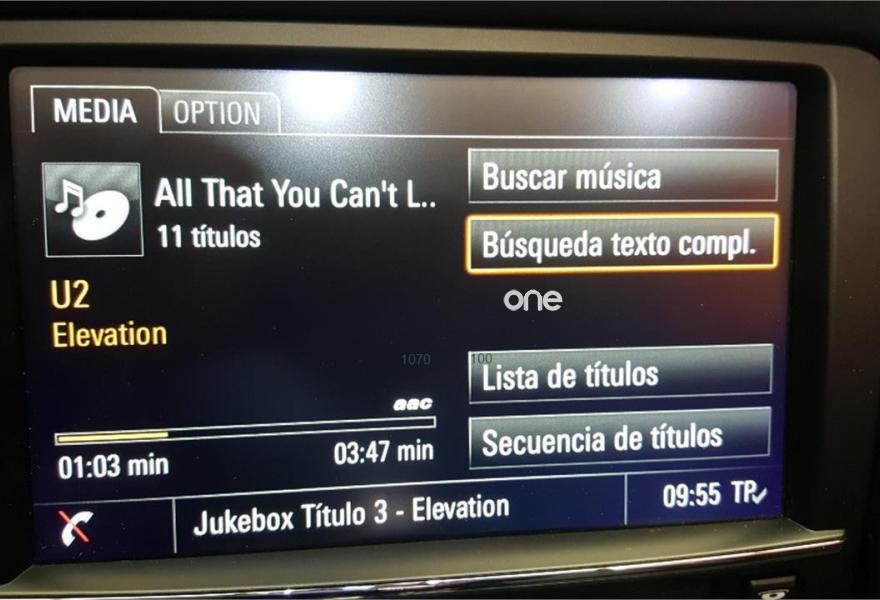 MEDIA
OPTION
All That You Can't L..
11 títulos
U2
Elevation
aac
01:03 min
03:47 min
Buscar música
Búsqueda texto compl.
one
1070
100
Lista de títulos
Secuencia de títulos
Jukebox Título 3 - Elevation
09:55 TP